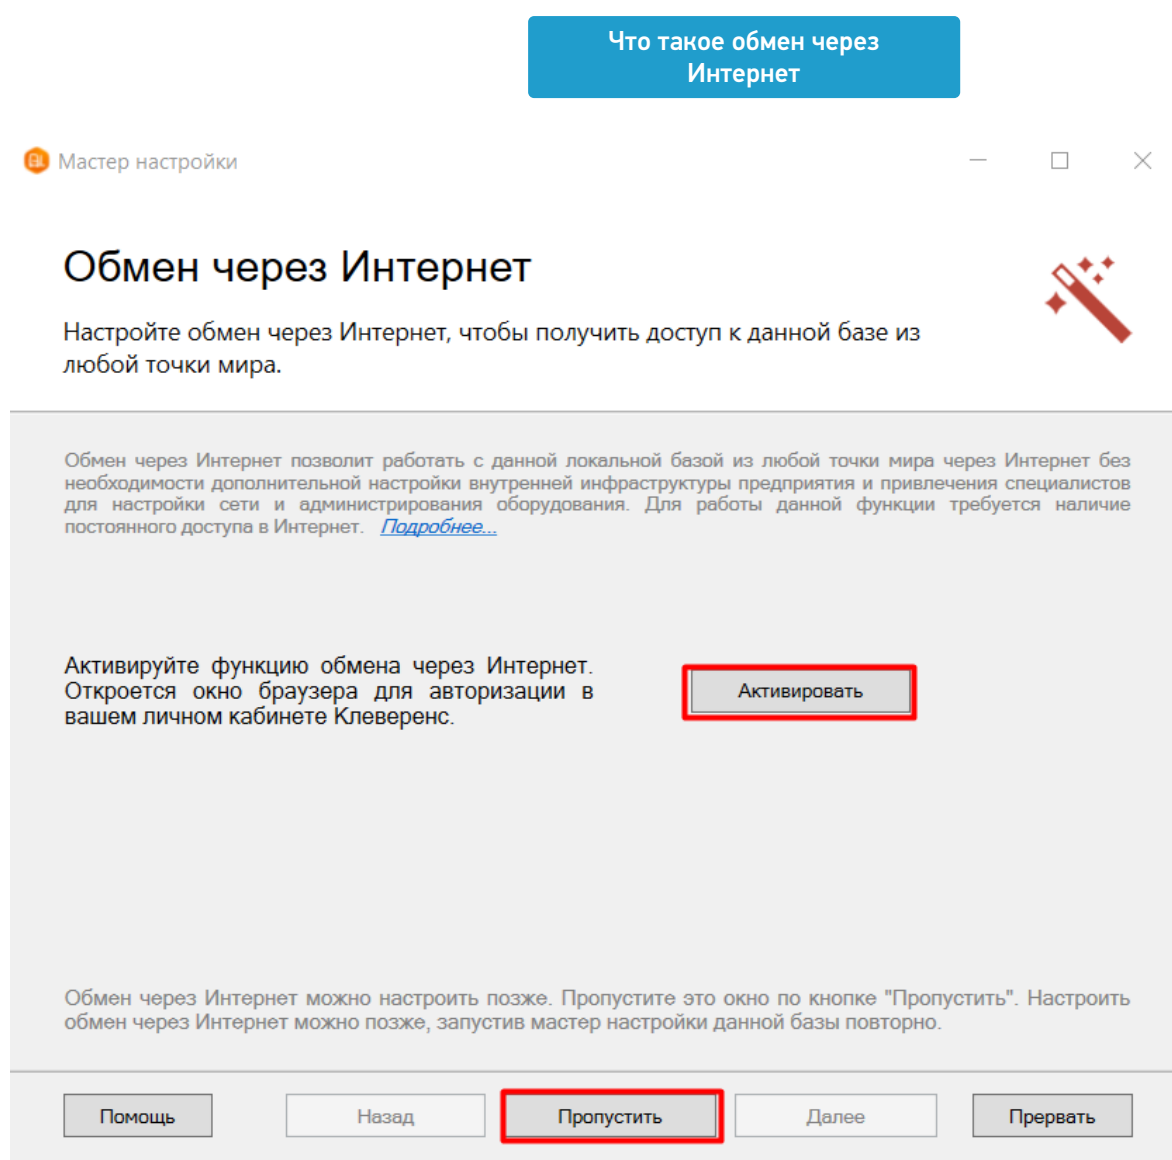 Что такое обмен через
Интернет
Мастер настройки
Обмен через Интернет
Настройте обмен через Интернет, чтобы получить доступ к данной базе из
любой точки мира.
Обмен через Интернет позволит работать с данной локальной базой из любой точки мира через Интернет без
необходимости дополнительной настройки внутренней инфраструктуры предприятия и привлечения специалистов
для настройки сети и администрирования оборудования. Для работы данной функции требуется наличие
постоянного доступа в Интернет. Подробнее...
Активируйте функцию обмена через Интернет.
Откроется окно браузера для авторизации в
вашем личном кабинете Клеверенс.
Активировать
Обмен через Интернет можно настроить позже. Пропустите это окно по кнопке "Пропустить". Настроить
обмен через Интернет можно позже, запустив мастер настройки данной базы повторно.
Помощь Назад Пропустить Далее Прервать